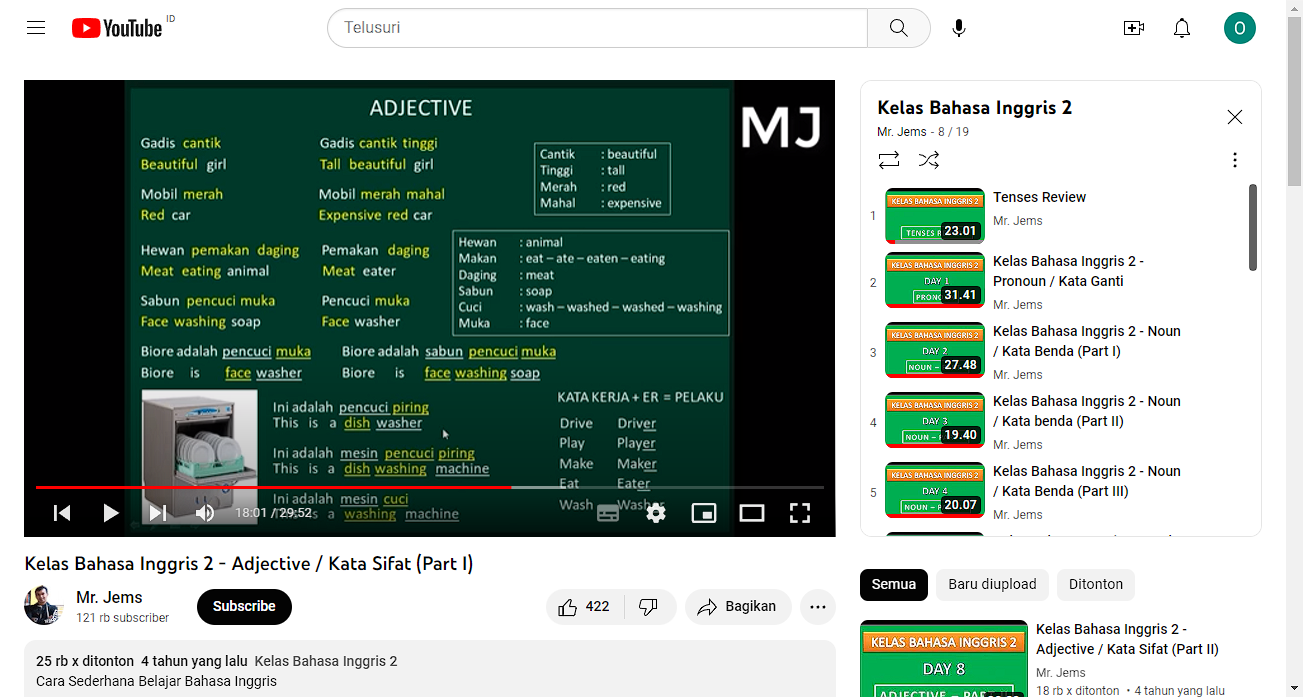 YouTube ID
Telusuri
O
ADJECTIVE
MJ
Gadis cantik
Beautiful girl
Gadis cantik tinggi
Tall beautiful girl
Cantik : beautiful
Tinggi : tall
Merah : red
Mahal : expensive
Mobil merah
Red car
Mobil merah mahal
Expensive red car
Hewan pemakan daging
Meat eating animal
Pemakan daging
Meat eater
Hewan : animal
Makan : eat – ate – eaten – eating
Daging : meat
Sabun : soap
Cuci : wash – washed – washed – washing
Muka : face
Sabun pencuci muka
Face washing soap
Pencuci muka
Face washer
Biore adalah pencuci muka
Biore is face washer
Biore adalah sabun pencuci muka
Biore is face washing soap
Ini adalah pencuci piring
This is a dish washer
Ini adalah mesin pencuci piring
This is a dish washing machine
Ini adalah mesin cuci
This is a washing machine
KATA KERJA + ER = PELAKU
Drive Driver
Play Player
Make Maker
Eat Eater
Wash Washer
18:01 / 29:52
Kelas Bahasa Inggris 2 - Adjective / Kata Sifat (Part I)
Mr. Jems
121 rb subscriber
Subscribe
422
Bagikan
25 rb x ditonton 4 tahun yang lalu Kelas Bahasa Inggris 2
Cara Sederhana Belajar Bahasa Inggris
Kelas Bahasa Inggris 2
Mr. Jems - 8 / 19
1
KELAS BAHASA INGGRIS 2
TENSES
23.01
Tenses Review
Mr. Jems
2
KELAS BAHASA INGGRIS 2
DAY 1
31.41
Kelas Bahasa Inggris 2 -
Pronoun / Kata Ganti
Mr. Jems
3
KELAS BAHASA INGGRIS 2
DAY 2
NOUN –
27.48
Kelas Bahasa Inggris 2 - Noun
/ Kata Benda (Part I)
Mr. Jems
4
KELAS BAHASA INGGRIS 2
DAY 3
NOUN –
19.40
Kelas Bahasa Inggris 2 - Noun
/ Kata benda (Part II)
Mr. Jems
5
KELAS BAHASA INGGRIS 2
DAY 4
NOUN –
20.07
Kelas Bahasa Inggris 2 - Noun
/ Kata Benda (Part III)
Mr. Jems
Semua
Baru diupload
Ditonton
KELAS BAHASA INGGRIS 2
DAY 8
Kelas Bahasa Inggris 2 -
Adjective / Kata Sifat (Part II)
Mr. Jems
18 rb x ditonton • 4 tahun yang lalu